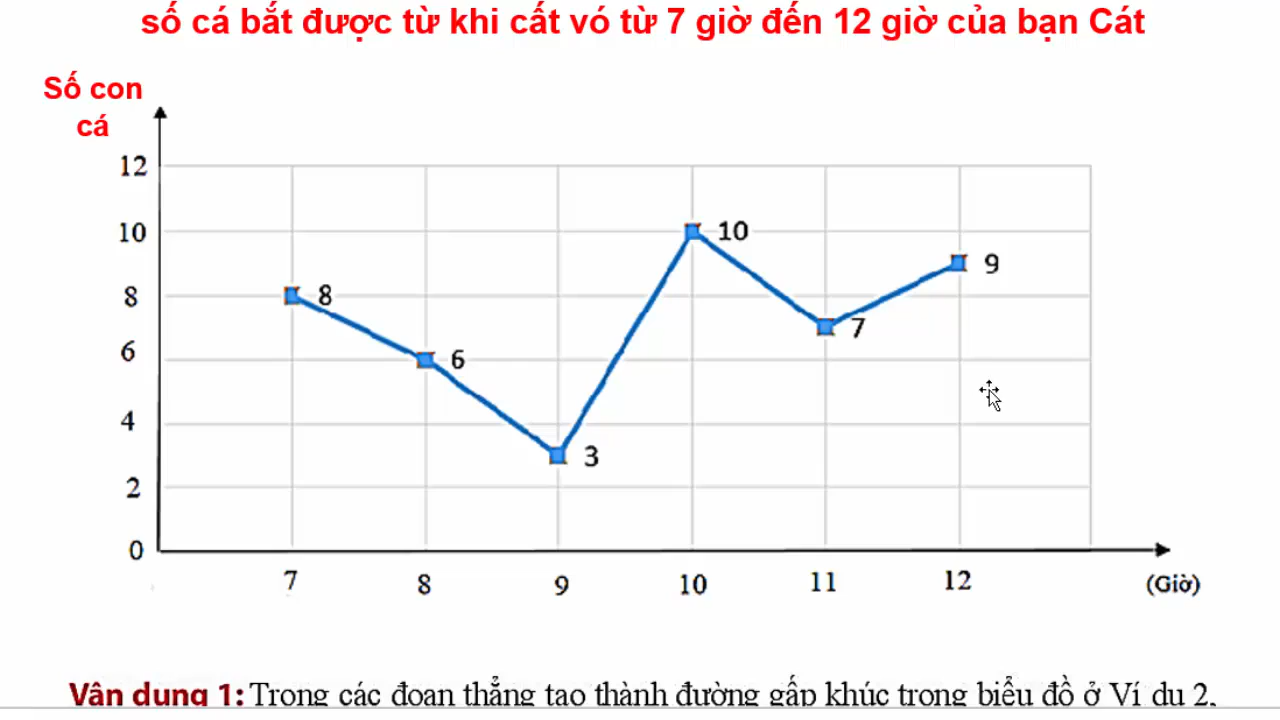 số cá bắt được từ khi cất vó từ 7 giờ đến 12 giờ của bạn Cát
Số con
cá
12
10
8
6
4
2
0
8
6
3
10
7
9
7 8 9 10 11 12 (Giờ)
Vận dụng 1: Trong các đoạn thẳng tạo thành đường gấp khúc trong biểu đồ ở Ví dụ 2,